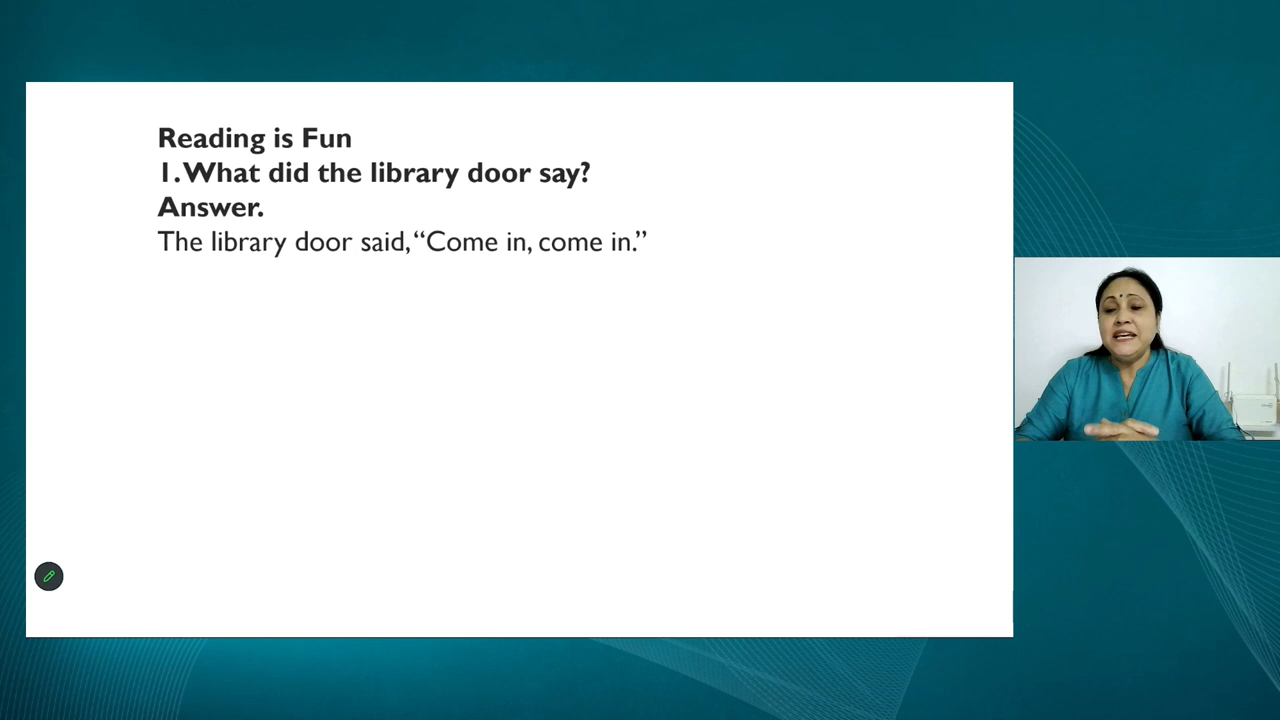 Reading is Fun
1. What did the library door say?
Answer.
The library door said, “Come in, come in.”